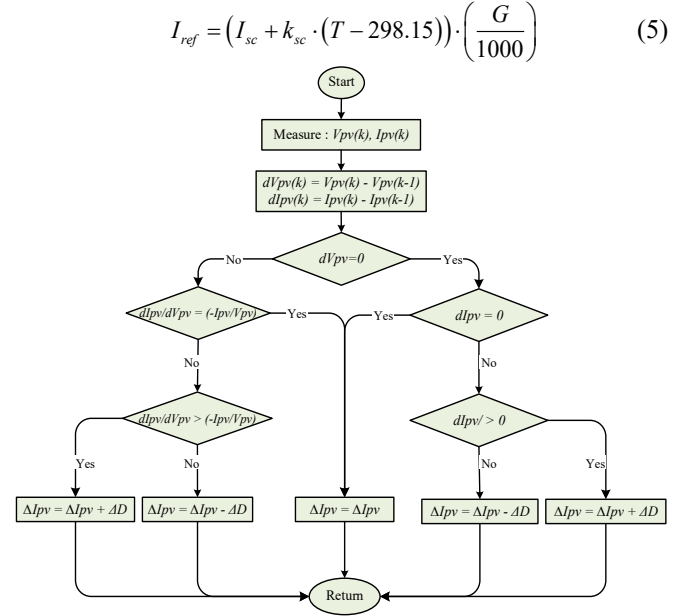 I_ref = (I_sc + k_sc · (T − 298.15)) · (G / 1000) (5)
Start
Measure : Vpv(k), Ipv(k)
dVpv(k) = Vpv(k) - Vpv(k-1)
dIpv(k) = Ipv(k) - Ipv(k-1)
No
dVpv=0
Yes
dIpv/dVpv = (-Ipv/Vpv)
Yes
Yes
dIpv = 0
No
No
dIpv/dVpv > (-Ipv/Vpv)
dIpv/ > 0
Yes
No
No
Yes
ΔIpv = ΔIpv + ΔD
ΔIpv = ΔIpv - ΔD
ΔIpv = ΔIpv
ΔIpv = ΔIpv - ΔD
ΔIpv = ΔIpv + ΔD
Return